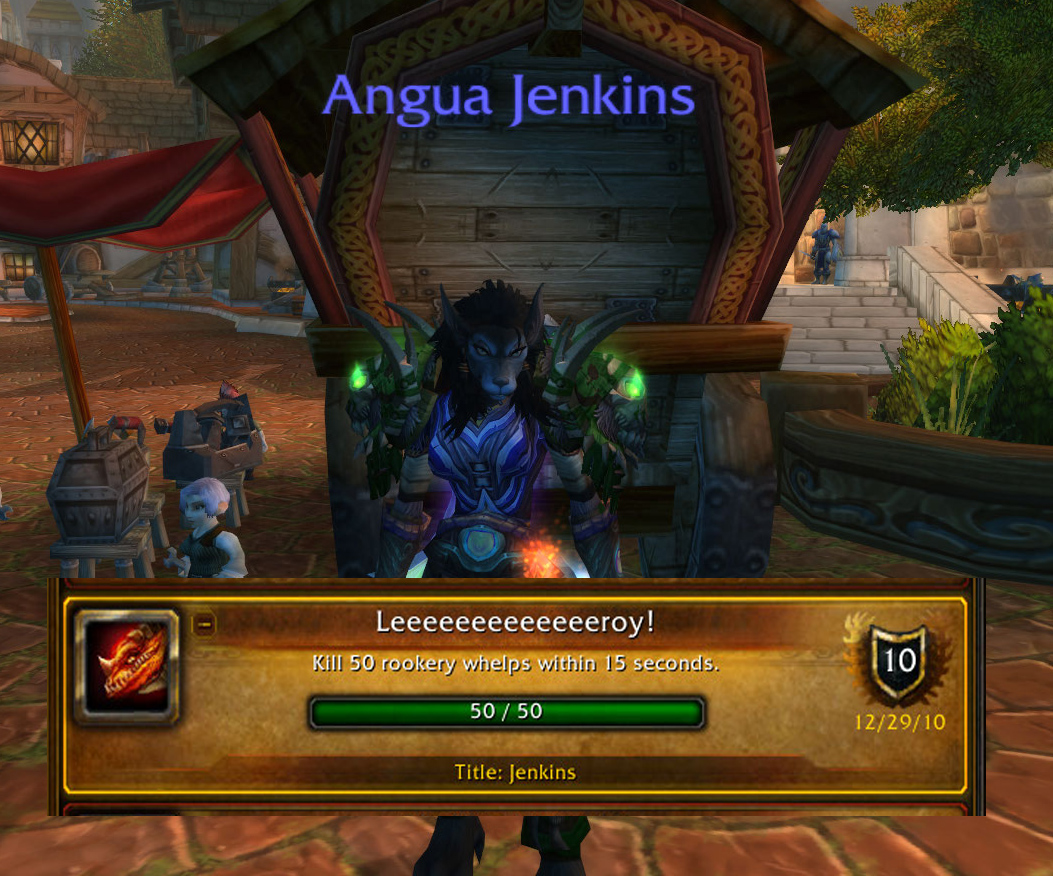 Angua Jenkins
Leeeeeeeeeeeeeroy!
Kill 50 rookery whelps within 15 seconds.
50 / 50
10
12/29/10
Title: Jenkins